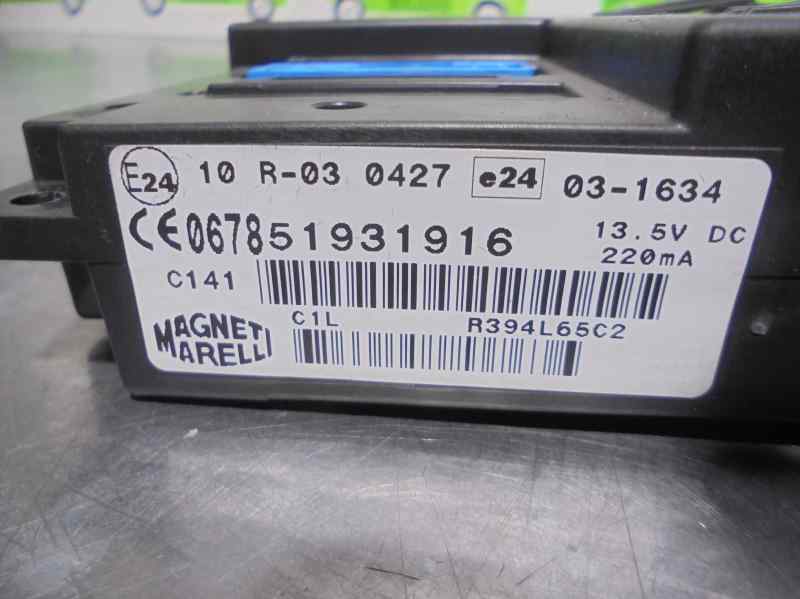 E24 10 R-03 0427 e24 03-1634
CE0678 51931916 13.5V DC
220mA
C141
C1L R394L65C2
MAGNETI
MARELLI